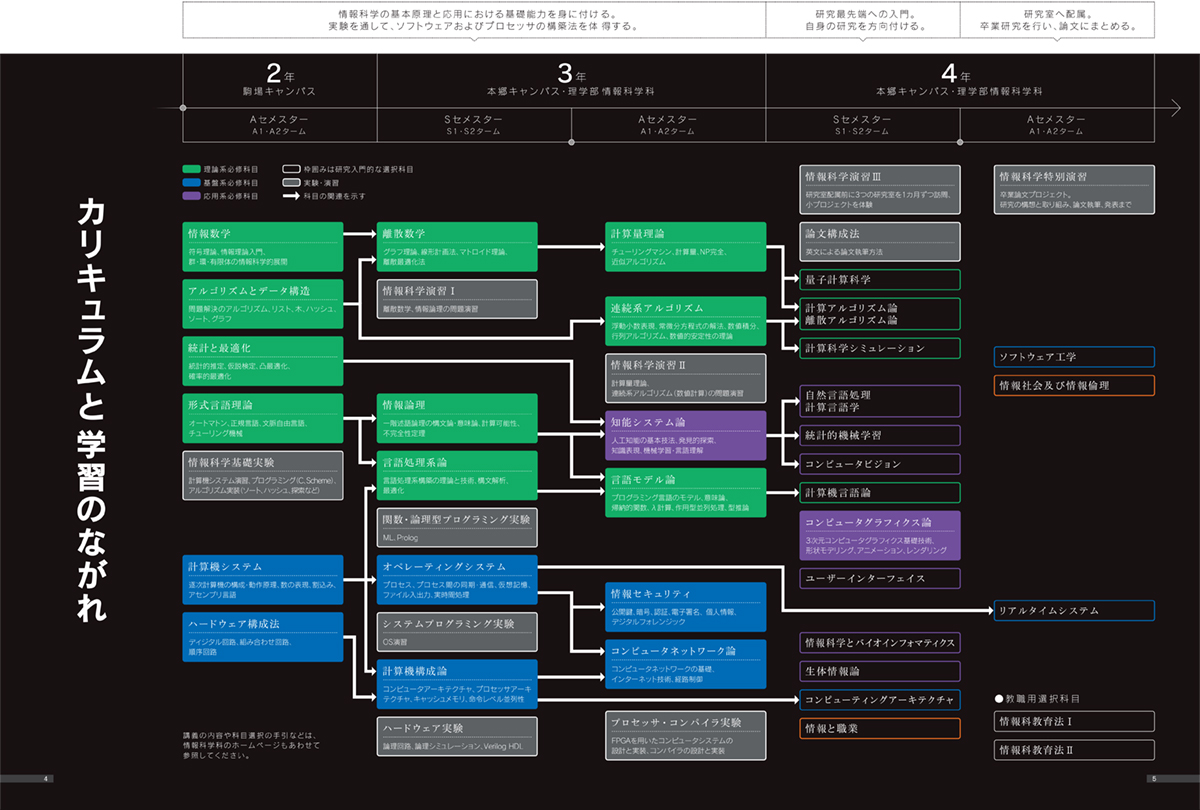 情報科学の基本原理と応用における基礎能力を身に付ける。
実験を通して、ソフトウェアおよびプロセッサの構築法を体 得する。
研究最先端への入門。
自身の研究を方向付ける。
研究室へ配属。
卒業研究を行い、論文にまとめる。
カリキュラムと学習のながれ
2年
駒場キャンパス
3年
本郷キャンパス・理学部情報科学科
4年
本郷キャンパス・理学部情報科学科
Aセメスター
A1・A2ターム
Sセメスター
S1・S2ターム
Aセメスター
A1・A2ターム
Sセメスター
S1・S2ターム
Aセメスター
A1・A2ターム
理論系必修科目
基盤系必修科目
応用系必修科目
枠囲みは研究入門的な選択科目
実験・演習
科目の関連を示す
情報数学
符号理論、情報理論入門、
群・環・有限体の情報科学的展開
アルゴリズムとデータ構造
問題解決のアルゴリズム、リスト、木、ハッシュ、
ソート、グラフ
統計と最適化
統計的推定、仮説検定、凸最適化、
確率的最適化
形式言語理論
オートマトン、正規言語、文脈自由言語、
チューリング機械
情報科学基礎実験
計算機システム演習、プログラミング(C, Scheme)、
アルゴリズム実装(ソート、ハッシュ、探索など)
計算機システム
逐次計算機の構成・動作原理、数の表現、割込み、
アセンブリ言語
ハードウェア構成法
ディジタル回路、組み合わせ回路、
順序回路
講義の内容や科目選択の手引などは、
情報科学科のホームページもあわせて
参照してください。
離散数学
グラフ理論、線形計画法、マトロイド理論、
離散最適化法
情報科学演習Ⅰ
離散数学、情報論理の問題演習
情報論理
一階述語論理の構文論・意味論、計算可能性、
不完全性定理
言語処理系論
言語処理系構築の理論と技術、構文解析、
最適化
関数・論理型プログラミング実験
ML, Prolog
オペレーティングシステム
プロセス、プロセス間の同期・通信、仮想記憶、
ファイル入出力、実時間処理
システムプログラミング実験
OS演習
計算機構成論
コンピュータアーキテクチャ、プロセッサアーキ
テクチャ、キャッシュメモリ、命令レベル並列性
ハードウェア実験
論理回路、論理シミュレーション、Verilog HDL
計算量理論
チューリングマシン、計算量、NP完全、
近似アルゴリズム
連続系アルゴリズム
浮動小数表現、常微分方程式の解法、数値積分、
行列アルゴリズム、数値的安定性の理論
情報科学演習Ⅱ
計算量理論、
連続系アルゴリズム(数値計算)の問題演習
知能システム論
人工知能の基本技法、発見的探索、
知識表現、機械学習・言語理解
言語モデル論
プログラミング言語のモデル、意味論、
帰納的関数、λ計算、作用型並列処理、型推論
情報セキュリティ
公開鍵、暗号、認証、電子署名、個人情報、
デジタルフォレンジック
コンピュータネットワーク論
コンピュータネットワークの基礎、
インターネット技術、経路制御
プロセッサ・コンパイラ実験
FPGAを用いたコンピュータシステムの
設計と実装、コンパイラの設計と実装
情報科学演習Ⅲ
研究室配属前に3つの研究室を1カ月ずつ訪問、
小プロジェクトを体験
論文構成法
英文による論文執筆方法
量子計算科学
計算アルゴリズム論
離散アルゴリズム論
計算科学シミュレーション
自然言語処理
計算言語学
統計的機械学習
コンピュータビジョン
計算機言語論
コンピュータグラフィクス論
3次元コンピュータグラフィクス基礎技術、
形状モデリング、アニメーション、レンダリング
ユーザーインターフェイス
情報科学とバイオインフォマティクス
生体情報論
コンピューティングアーキテクチャ
情報と職業
情報科学特別演習
卒業論文プロジェクト。
研究の構想と取り組み、論文執筆、発表まで
ソフトウェア工学
情報社会及び情報倫理
リアルタイムシステム
●教職用選択科目
情報科教育法Ⅰ
情報科教育法Ⅱ
4
5